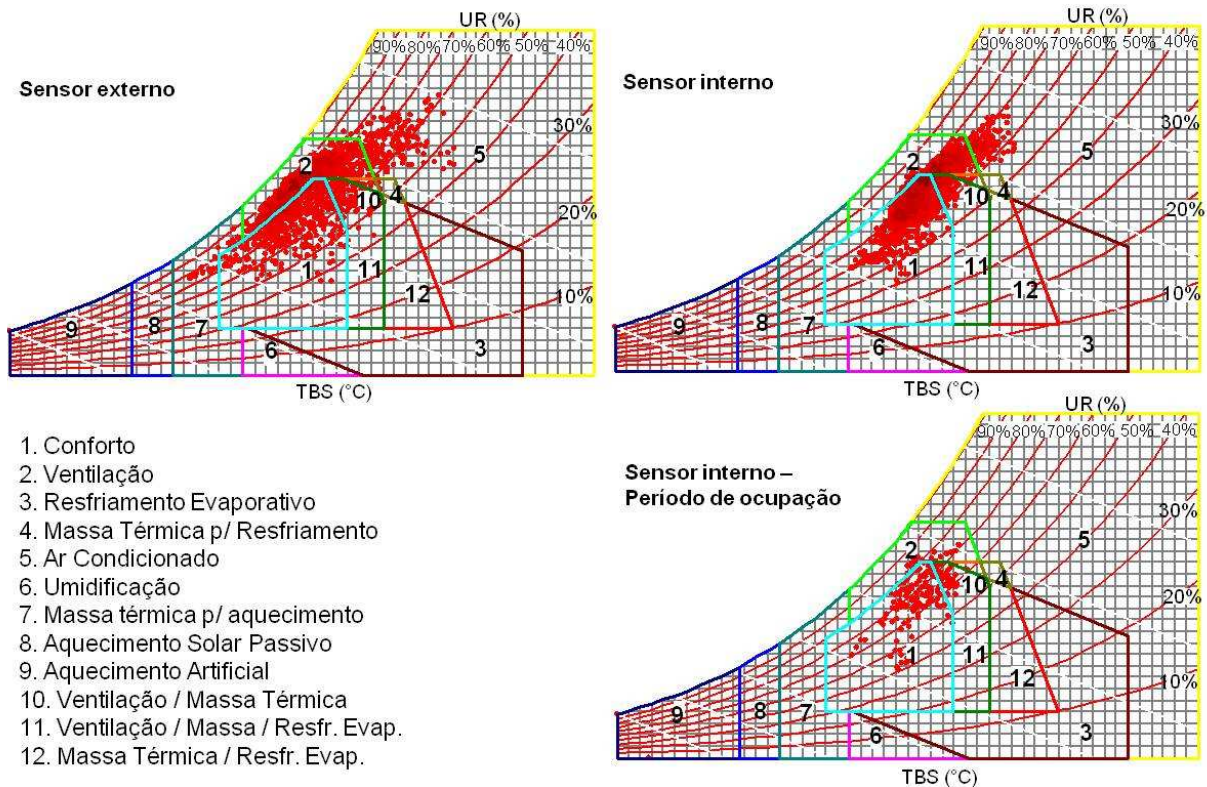 UR (%)
90% 80% 70% 60% 50% 40%
Sensor externo
30%
2
5
4
10
20%
1
11
12
10%
9
8
7
6
3
TBS (°C)
UR (%)
90% 80% 70% 60% 50% 40%
Sensor interno
30%
2
5
4
10
20%
1
11
12
10%
9
8
7
6
3
TBS (°C)
1. Conforto
2. Ventilação
3. Resfriamento Evaporativo
4. Massa Térmica p/ Resfriamento
5. Ar Condicionado
6. Umidificação
7. Massa térmica p/ aquecimento
8. Aquecimento Solar Passivo
9. Aquecimento Artificial
10. Ventilação / Massa Térmica
11. Ventilação / Massa / Resfr. Evap.
12. Massa Térmica / Resfr. Evap.
UR (%)
90% 80% 70% 60% 50% 40%
Sensor interno –
Período de ocupação
30%
2
5
4
10
20%
1
11
12
10%
9
8
7
6
3
TBS (°C)